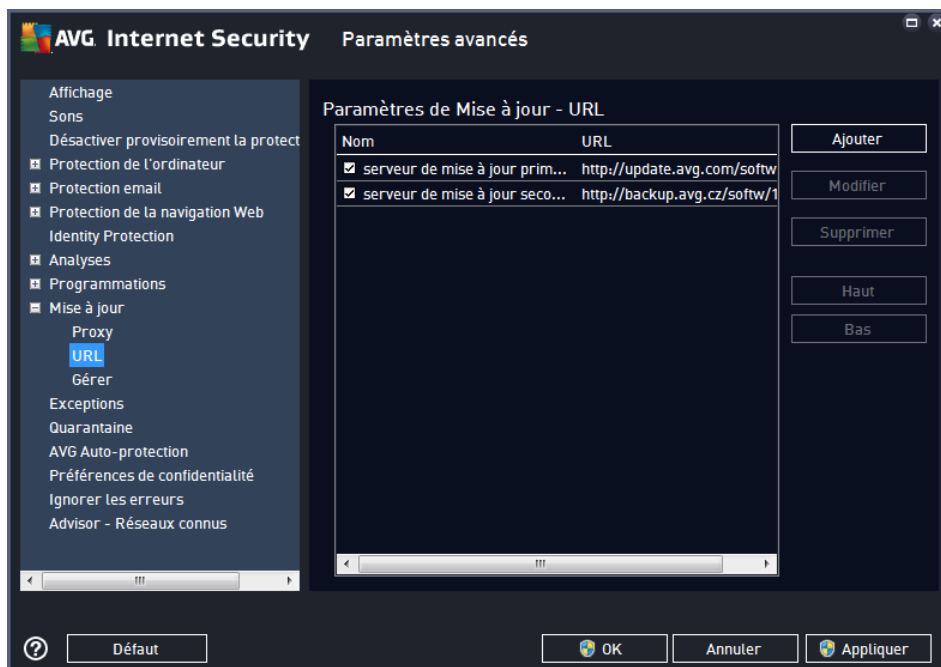 AVG. Internet Security Paramètres avancés
Affichage
Sons
Désactiver provisoirement la protect
Protection de l'ordinateur
Protection email
Protection de la navigation Web
Identity Protection
Analyses
Programmations
Mise à jour
Proxy
URL
Gérer
Exceptions
Quarantaine
AVG Auto-protection
Préférences de confidentialité
Ignorer les erreurs
Advisor - Réseaux connus
Paramètres de Mise à jour - URL
Nom URL
serveur de mise à jour prim... http://update.avg.com/softw
serveur de mise à jour seco... http://backup.avg.cz/softw/1
Ajouter
Modifier
Supprimer
Haut
Bas
? Défaut OK Annuler Appliquer